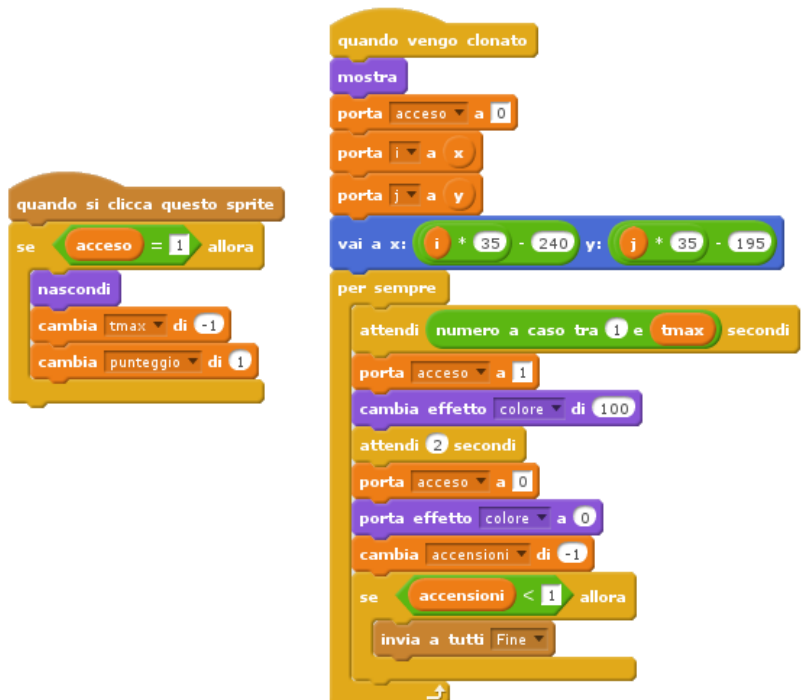 quando si clicca questo sprite
se acceso = 1 allora
nascondi
cambia tmax di -1
cambia punteggio di 1
quando vengo clonato
mostra
porta acceso a 0
porta i a x
porta j a y
vai a x: i * 35 - 240 y: j * 35 - 195
per sempre
attendi numero a caso tra 1 e tmax secondi
porta acceso a 1
cambia effetto colore di 100
attendi 2 secondi
porta acceso a 0
porta effetto colore a 0
cambia accensioni di -1
se accensioni < 1 allora
invia a tutti Fine